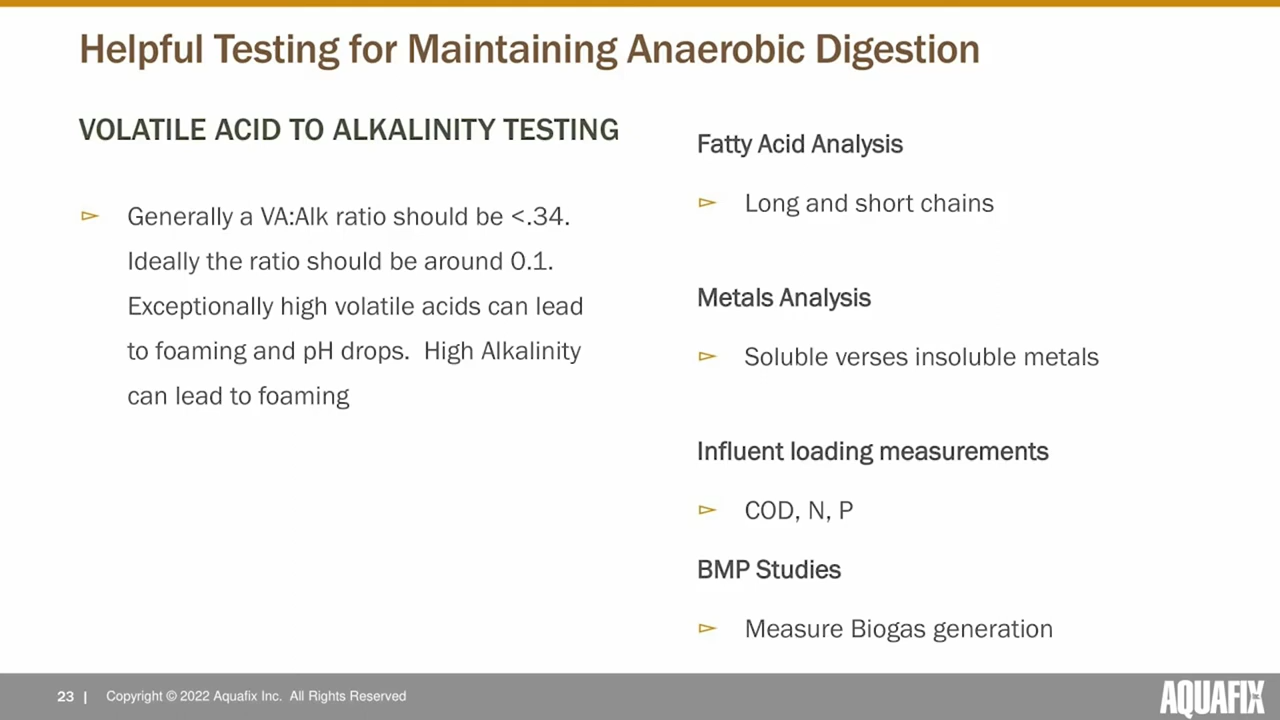 Helpful Testing for Maintaining Anaerobic Digestion
VOLATILE ACID TO ALKALINITY TESTING
Generally a VA:Alk ratio should be <.34.
Ideally the ratio should be around 0.1.
Exceptionally high volatile acids can lead
to foaming and pH drops.  High Alkalinity
can lead to foaming
Fatty Acid Analysis
Long and short chains
Metals Analysis
Soluble verses insoluble metals
Influent loading measurements
COD, N, P
BMP Studies
Measure Biogas generation
23 | Copyright © 2022 Aquafix Inc.  All Rights Reserved
AQUAFIX